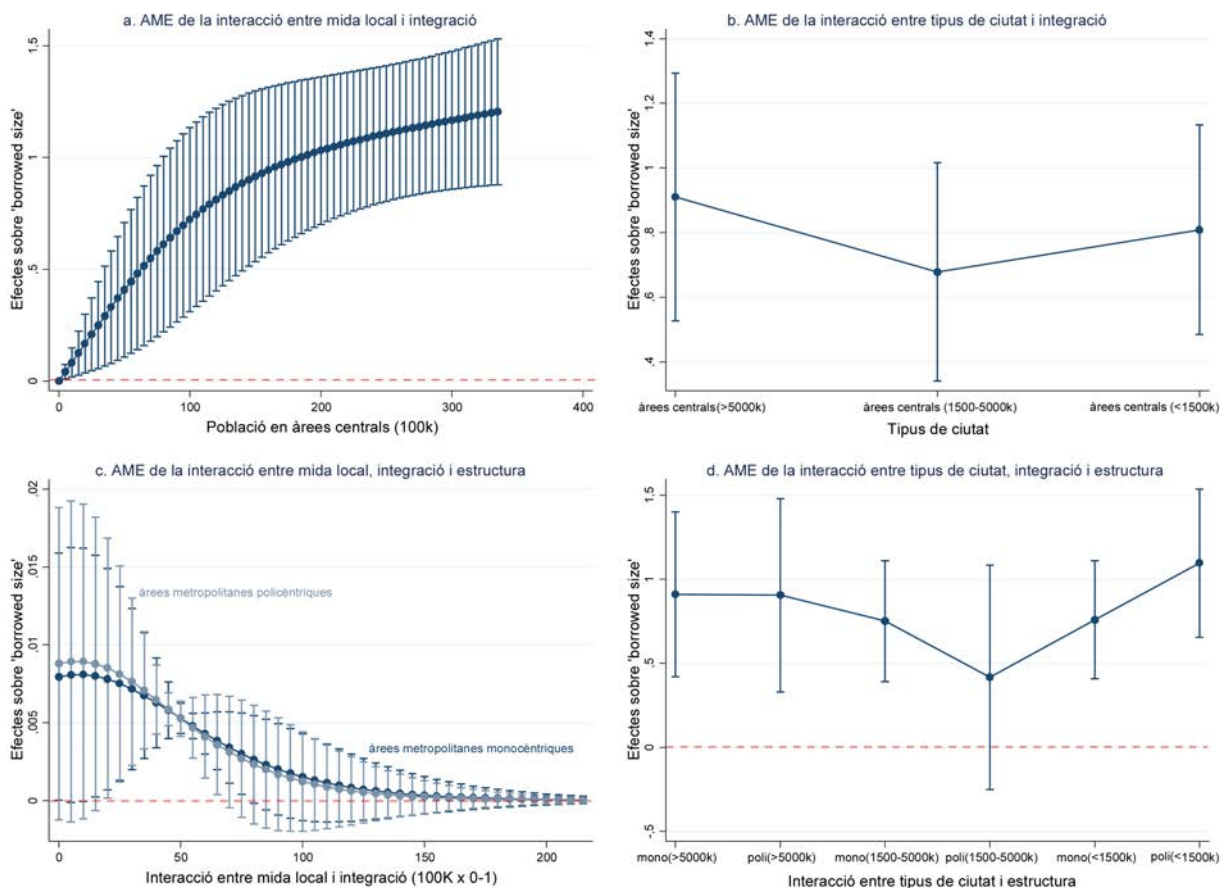 a. AME de la interacció entre mida local i integració
Efectes sobre 'borrowed size'
1.5
1
.5
0
0
100
200
300
400
Població en àrees centrals (100k)
b. AME de la interacció entre tipus de ciutat i integració
Efectes sobre 'borrowed size'
1.4
1.2
1
.8
.6
.4
àrees centrals(>5000k)
àrees centrals (1500-5000k)
àrees centrals (<1500k)
Tipus de ciutat
c. AME de la interacció entre mida local, integració i estructura
Efectes sobre 'borrowed size'
.02
.015
.01
.005
0
àrees metropolitanes policèntriques
àrees metropolitanes monocèntriques
0
50
100
150
200
Interacció entre mida local i integració (100K x 0-1)
d. AME de la interacció entre tipus de ciutat, integració i estructura
Efectes sobre 'borrowed size'
1.5
1
.5
0
-.5
mono(>5000k)
poli(>5000k)
mono(1500-5000k)
poli(1500-5000k)
mono(<1500k)
poli(<1500k)
Interacció entre tipus de ciutat i estructura